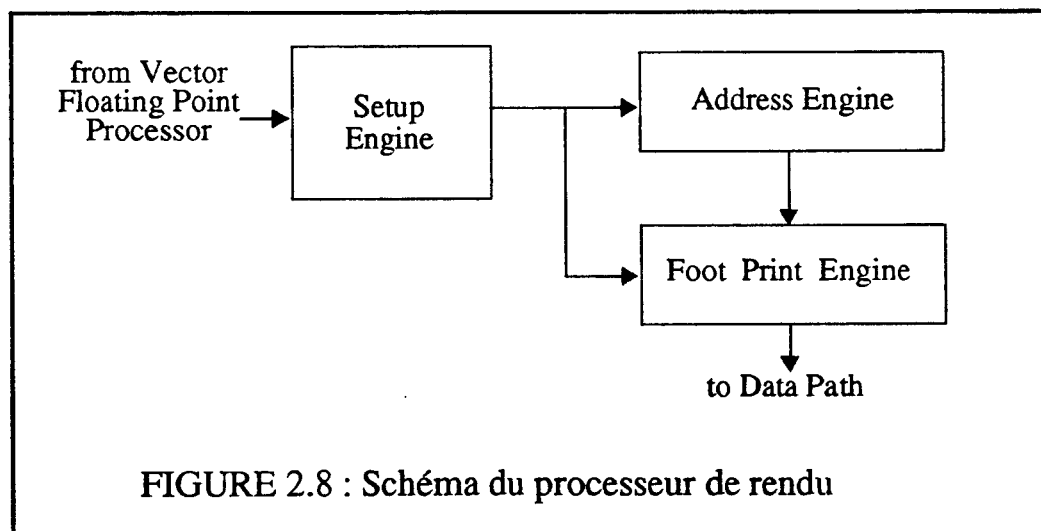 from Vector
Floating Point
Processor
Setup
Engine
Address Engine
Foot Print Engine
to Data Path
FIGURE 2.8 : Schéma du processeur de rendu